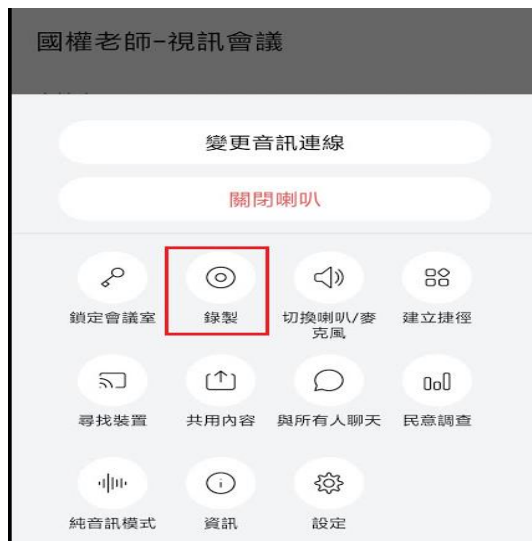 國權老師-視訊會議
變更音訊連線
關閉喇叭
鎖定會議室
錄製
切換喇叭/麥
克風
建立捷徑
尋找裝置
共用內容
與所有人聊天
民意調查
純音訊模式
資訊
設定